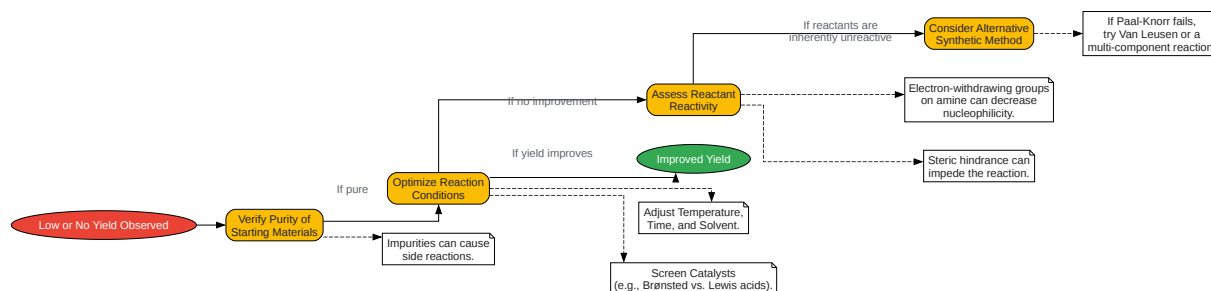 If reactants are
inherently unreactive
Consider Alternative
Synthetic Method
If Paal-Knorr fails,
try Van Leusen or a
multi-component reaction
If no improvement
Assess Reactant
Reactivity
Electron-withdrawing groups
on amine can decrease
nucleophilicity.
If yield improves
Improved Yield
Steric hindrance can
impede the reaction.
If pure
Optimize Reaction
Conditions
Low or No Yield Observed
Verify Purity of
Starting Materials
Adjust Temperature,
Time, and Solvent.
Impurities can cause
side reactions.
Screen Catalysts
(e.g., Brønsted vs. Lewis acids).